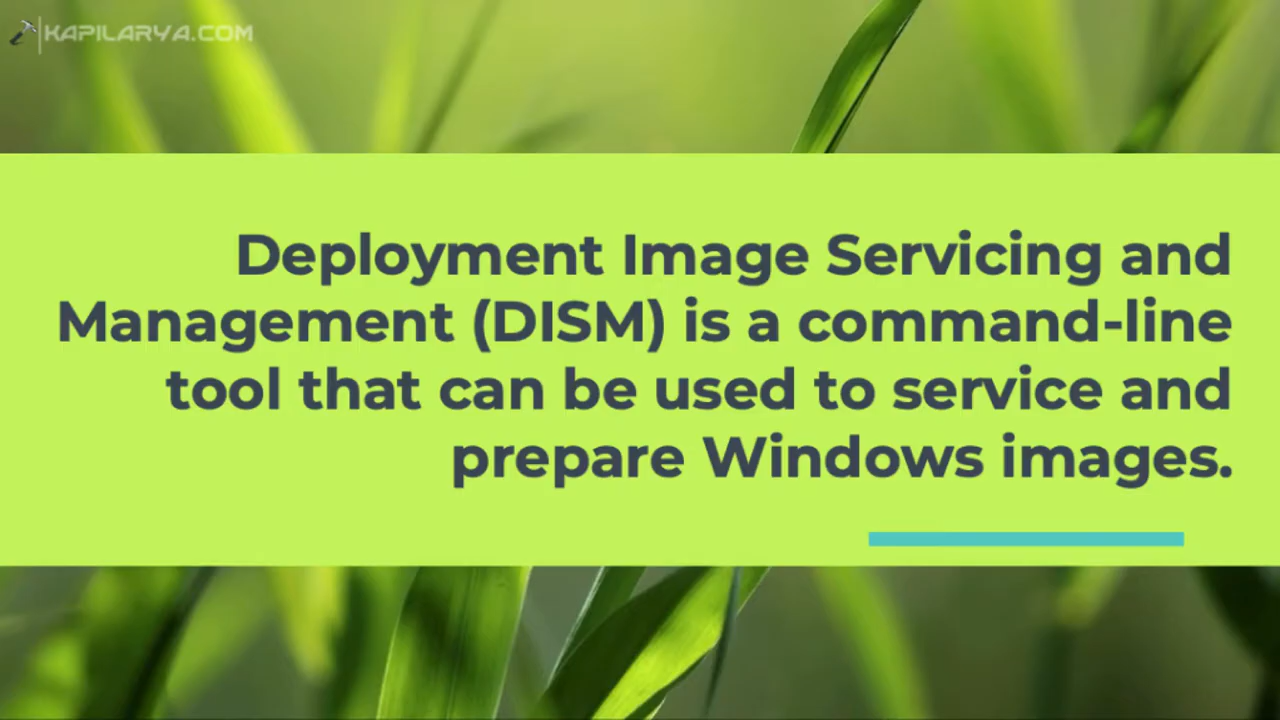 KAPILARYA.COM
Deployment Image Servicing and
Management (DISM) is a command-line
tool that can be used to service and
prepare Windows images.